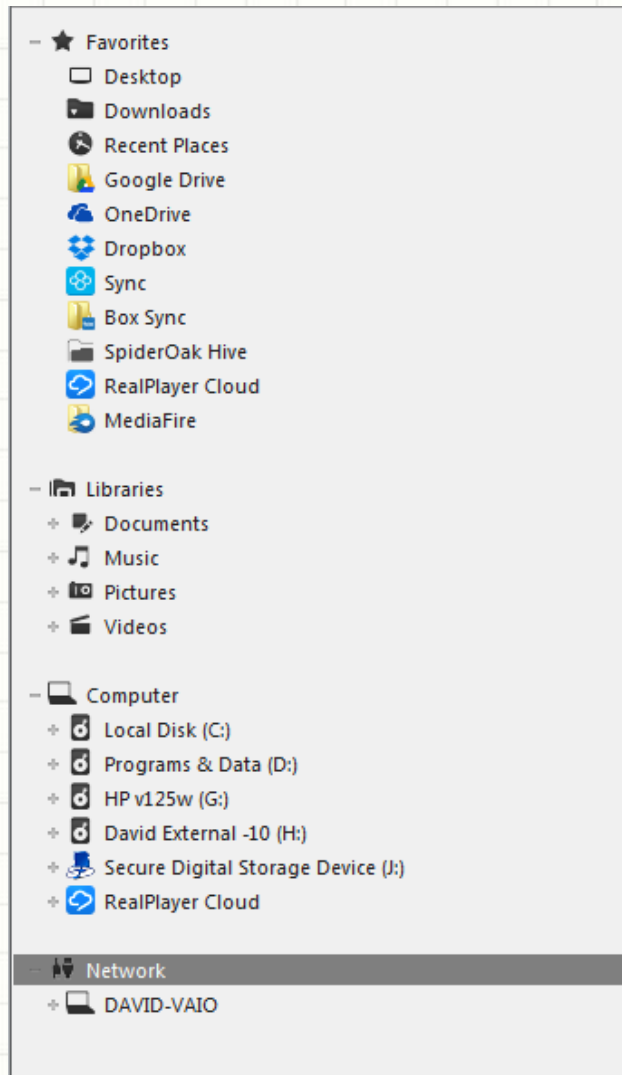 Favorites
Desktop
Downloads
Recent Places
Google Drive
OneDrive
Dropbox
Sync
Box Sync
SpiderOak Hive
RealPlayer Cloud
MediaFire
Libraries
Documents
Music
Pictures
Videos
Computer
Local Disk (C:)
Programs & Data (D:)
HP v125w (G:)
David External -10 (H:)
Secure Digital Storage Device (J:)
RealPlayer Cloud
Network
DAVID-VAIO